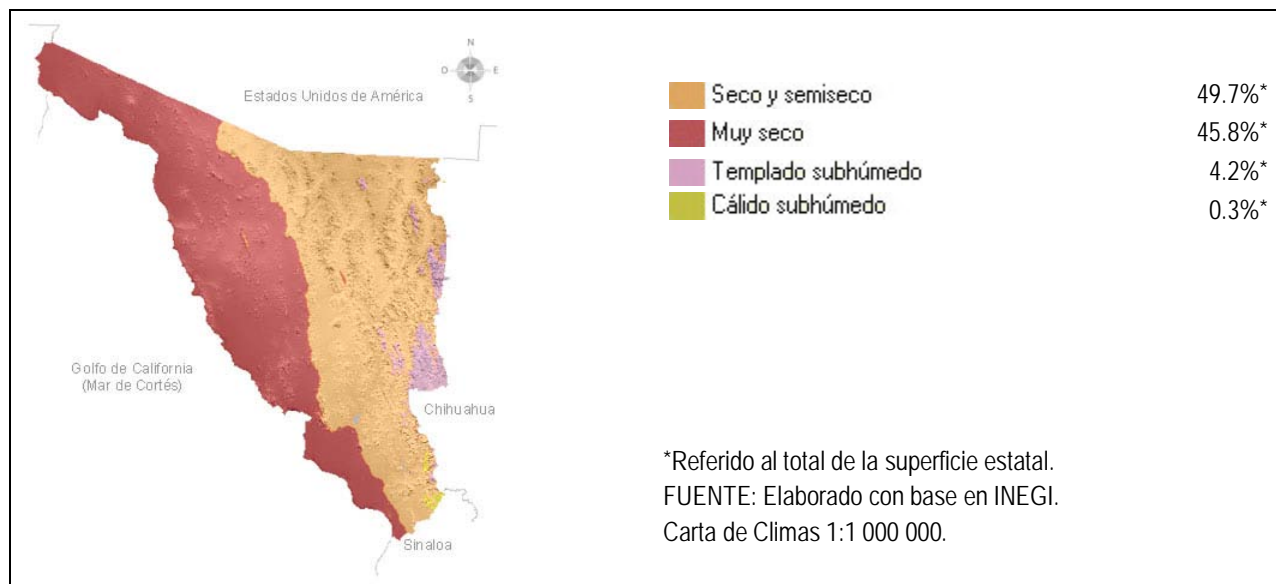 N
O E
S
Estados Unidos de América
Golfo de California
(Mar de Cortés)
Chihuahua
Sinaloa
Seco y semiseco 49.7%*
Muy seco 45.8%*
Templado subhúmedo 4.2%*
Cálido subhúmedo 0.3%*
*Referido al total de la superficie estatal.
FUENTE: Elaborado con base en INEGI.
Carta de Climas 1:1 000 000.